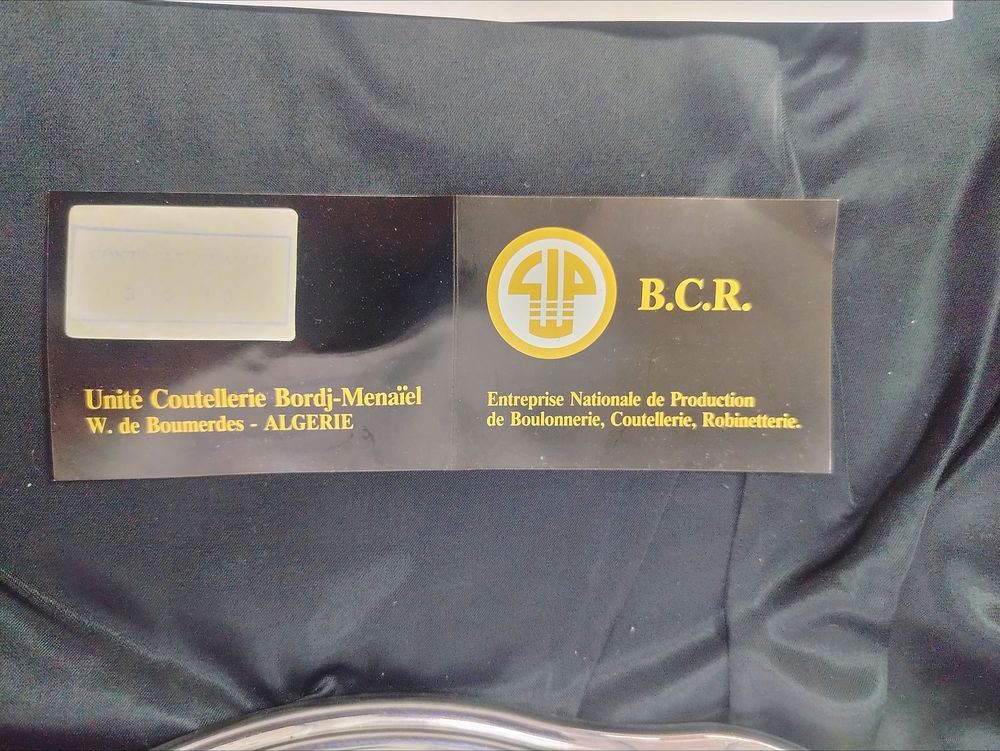 Unité Coutellerie Bordj-Menaïel
W. de Boumerdes - ALGERIE
B.C.R.
Entreprise Nationale de Production
de Boulonnerie, Coutellerie, Robinetterie.